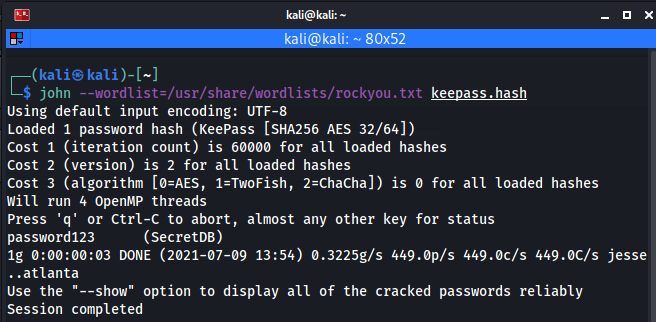 kali@kali: ~
kali@kali: ~ 80x52
┌──(kali㉿kali)-[~]
└─$ john --wordlist=/usr/share/wordlists/rockyou.txt keepass.hash
Using default input encoding: UTF-8
Loaded 1 password hash (KeePass [SHA256 AES 32/64])
Cost 1 (iteration count) is 60000 for all loaded hashes
Cost 2 (version) is 2 for all loaded hashes
Cost 3 (algorithm [0=AES, 1=TwoFish, 2=ChaCha]) is 0 for all loaded hashes
Will run 4 OpenMP threads
Press 'q' or Ctrl-C to abort, almost any other key for status
password123      (SecretDB)
1g 0:00:00:03 DONE (2021-07-09 13:54) 0.3225g/s 449.0p/s 449.0c/s 449.0C/s jesse
..atlanta
Use the "--show" option to display all of the cracked passwords reliably
Session completed